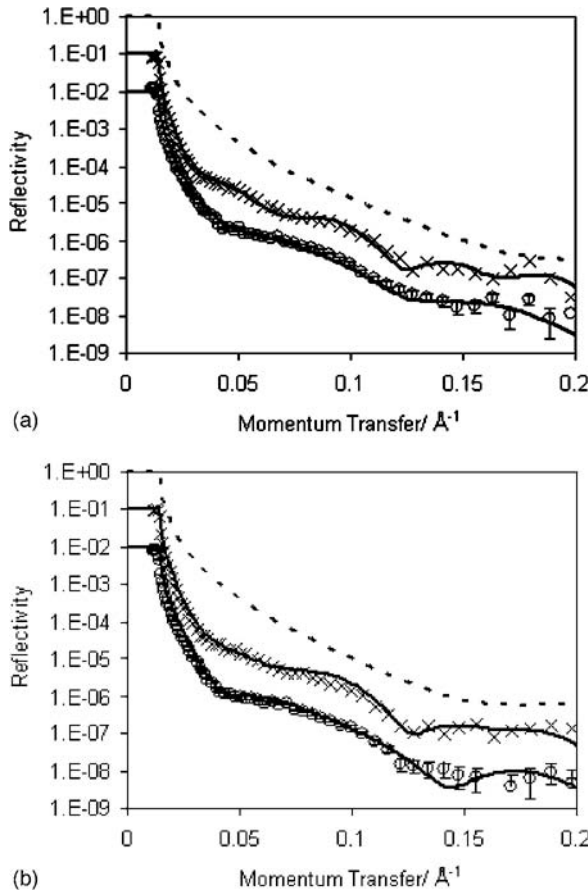 1.E+00
1.E-01
1.E-02
1.E-03
1.E-04
1.E-05
1.E-06
1.E-07
1.E-08
1.E-09
Reflectivity
0 0.05 0.1 0.15 0.2
Momentum Transfer/ Å-1
(a)
1.E+00
1.E-01
1.E-02
1.E-03
1.E-04
1.E-05
1.E-06
1.E-07
1.E-08
1.E-09
Reflectivity
0 0.05 0.1 0.15 0.2
Momentum Transfer/ Å-1
(b)